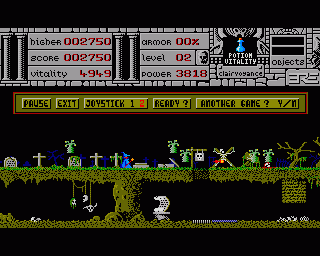 higher 002750 armor 00% POTION
score 002750 level 02 VITALITY
vitality 4949 power 3818 clairvoyance objects
PAUSE EXIT JOYSTICK 1 2 READY ? ANOTHER GAME ? Y/N